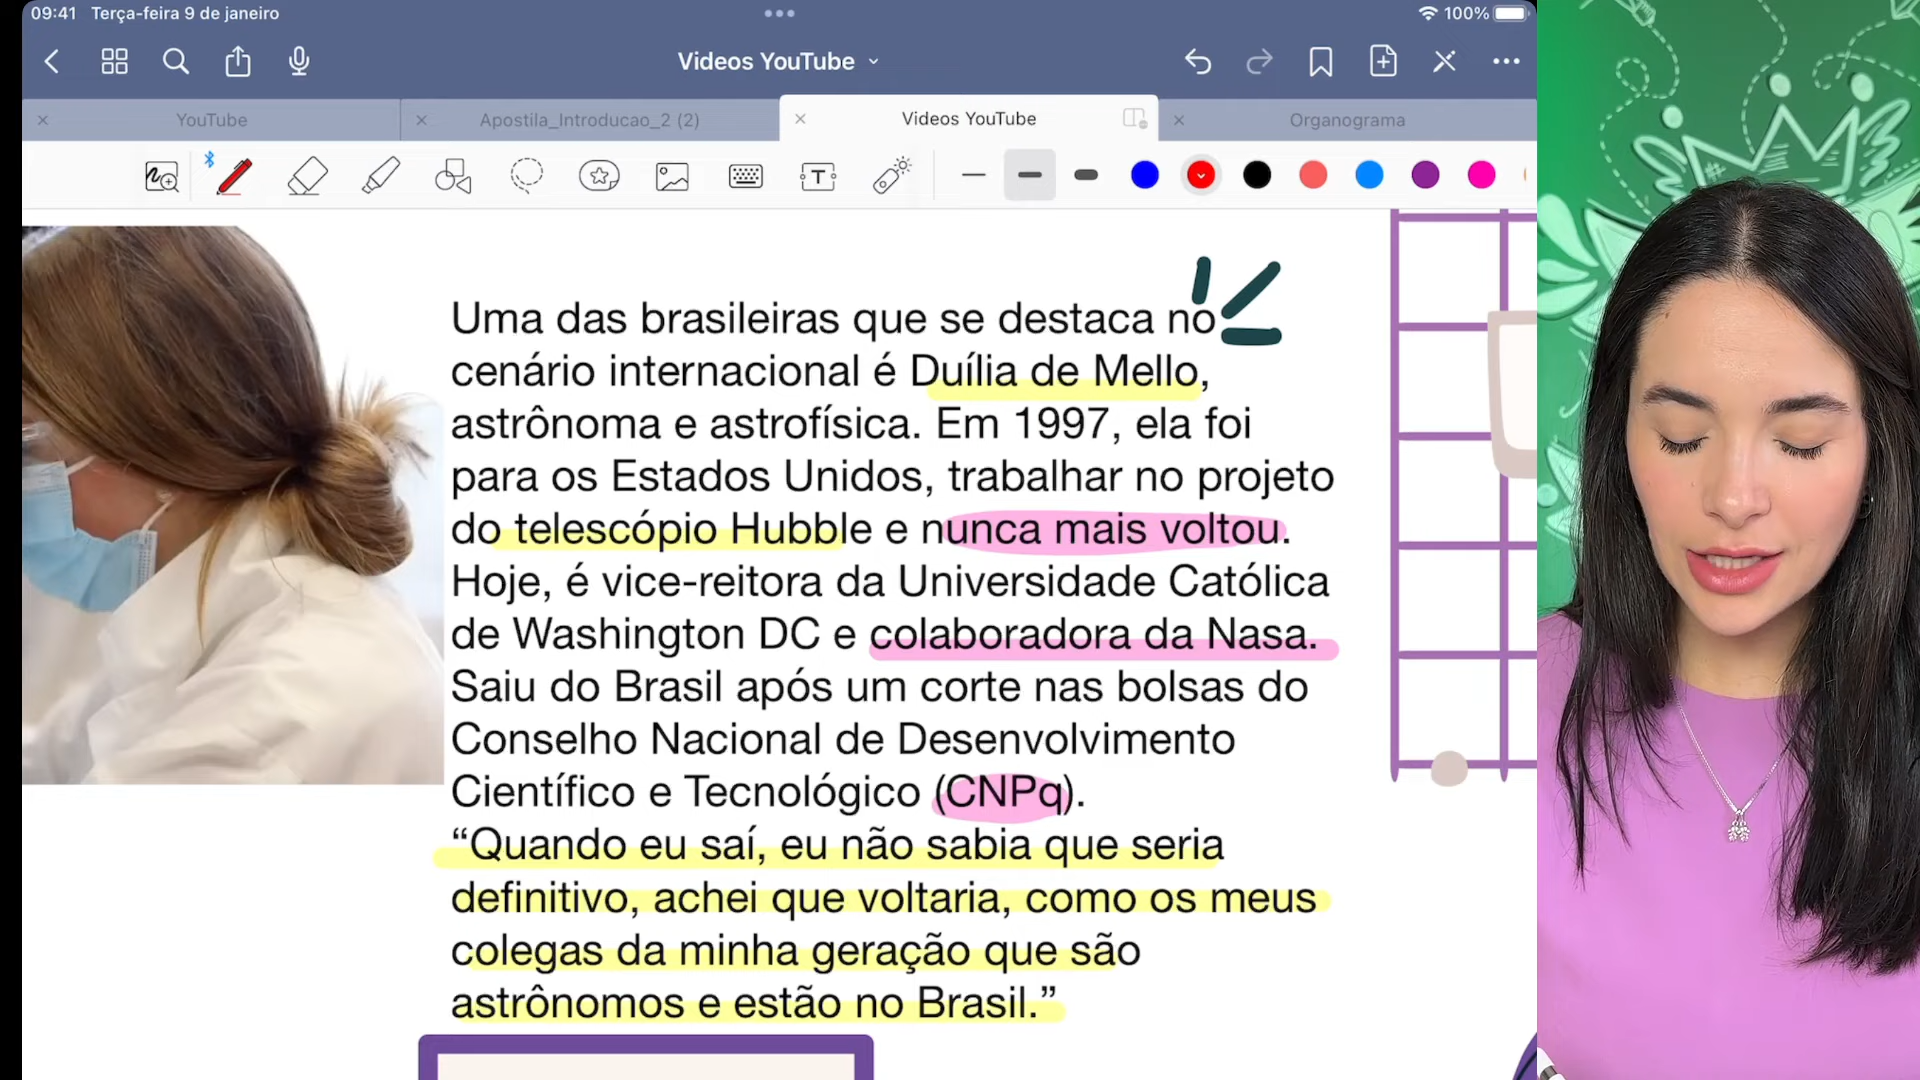 09:41 Terça-feira 9 de janeiro
100%
Videos YouTube
YouTube
Apostila_Introducao_2 (2)
Videos YouTube
Organograma
T
Uma das brasileiras que se destaca no
cenário internacional é Duília de Mello,
astrônoma e astrofísica. Em 1997, ela foi
para os Estados Unidos, trabalhar no projeto
do telescópio Hubble e nunca mais voltou.
Hoje, é vice-reitora da Universidade Católica
de Washington DC e colaboradora da Nasa.
Saiu do Brasil após um corte nas bolsas do
Conselho Nacional de Desenvolvimento
Científico e Tecnológico (CNPq).
“Quando eu saí, eu não sabia que seria
definitivo, achei que voltaria, como os meus
colegas da minha geração que são
astrônomos e estão no Brasil.”